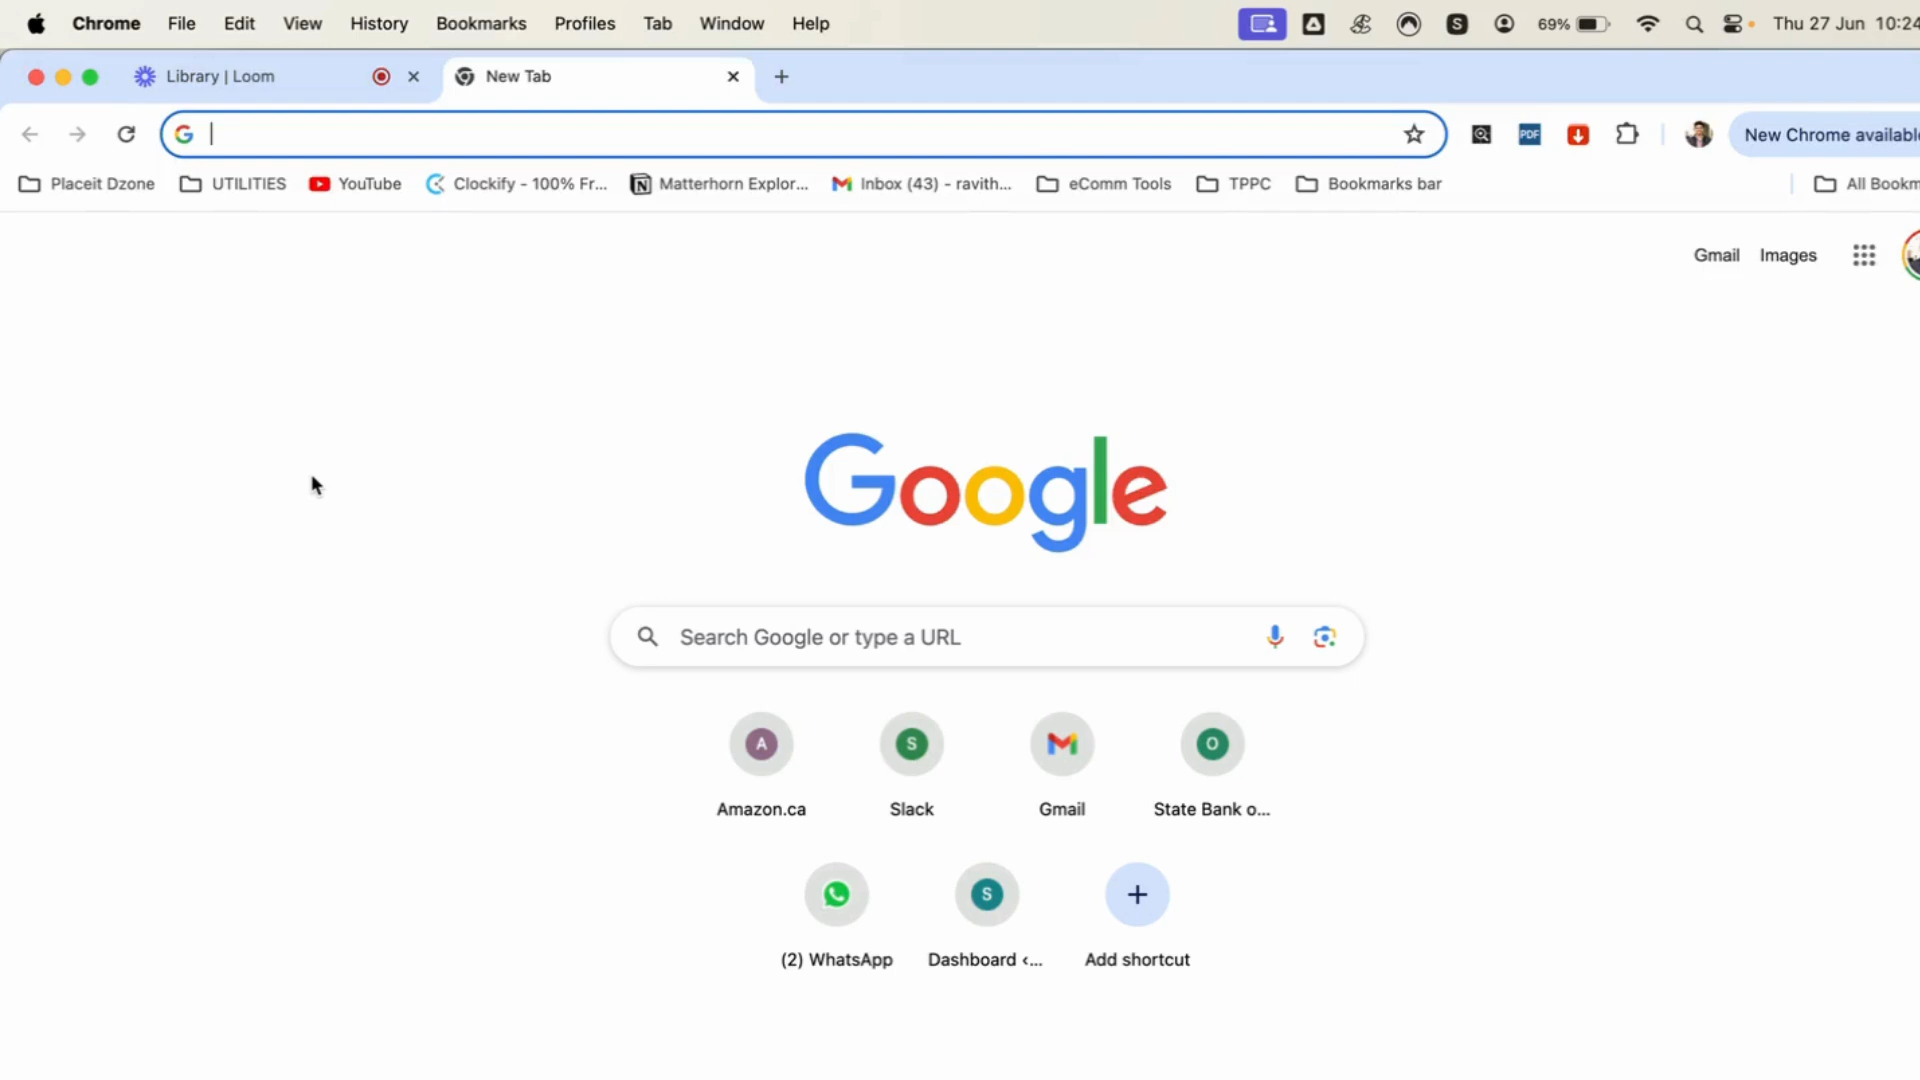 Chrome File Edit View History Bookmarks Profiles Tab Window Help S 69% Thu 27 Jun 10:24
Library | Loom New Tab
G PDF New Chrome available
Placeit Dzone UTILITIES YouTube Clockify - 100% Fr... Matterhorn Explor... Inbox (43) - ravith... eComm Tools TPPC Bookmarks bar All Bookm
Gmail Images
Google
Search Google or type a URL
A S O
Amazon.ca Slack Gmail State Bank o...
S
(2) WhatsApp Dashboard ‹... Add shortcut